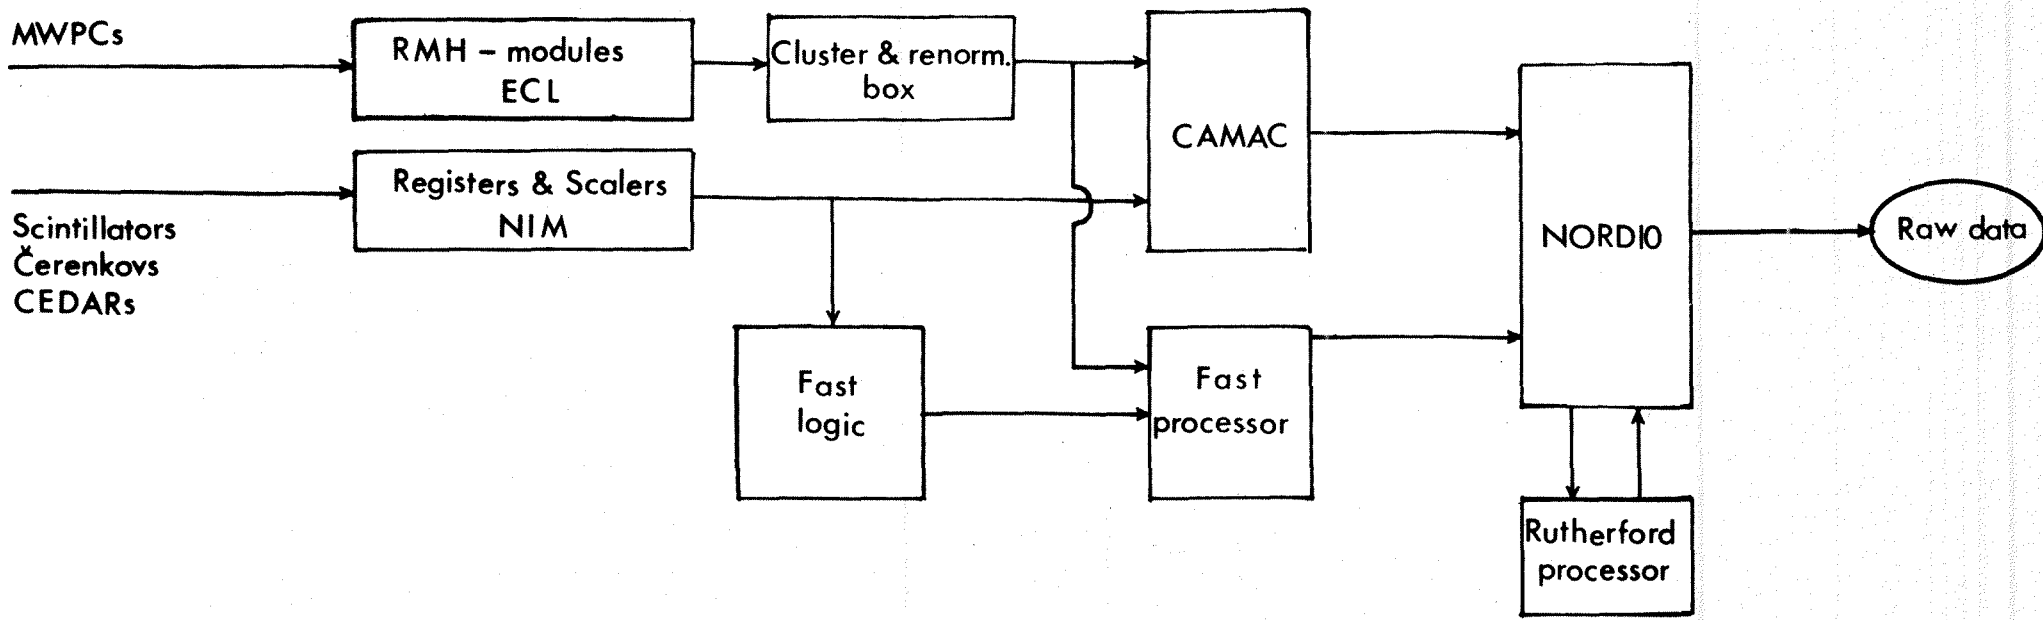 MWPCs
RMH – modules
ECL
Cluster & renorm.
box
CAMAC
Registers & Scalers
NIM
Scintillators
Čerenkovs
CEDARs
NORD10
Raw data
Fast
logic
Fast
processor
Rutherford
processor